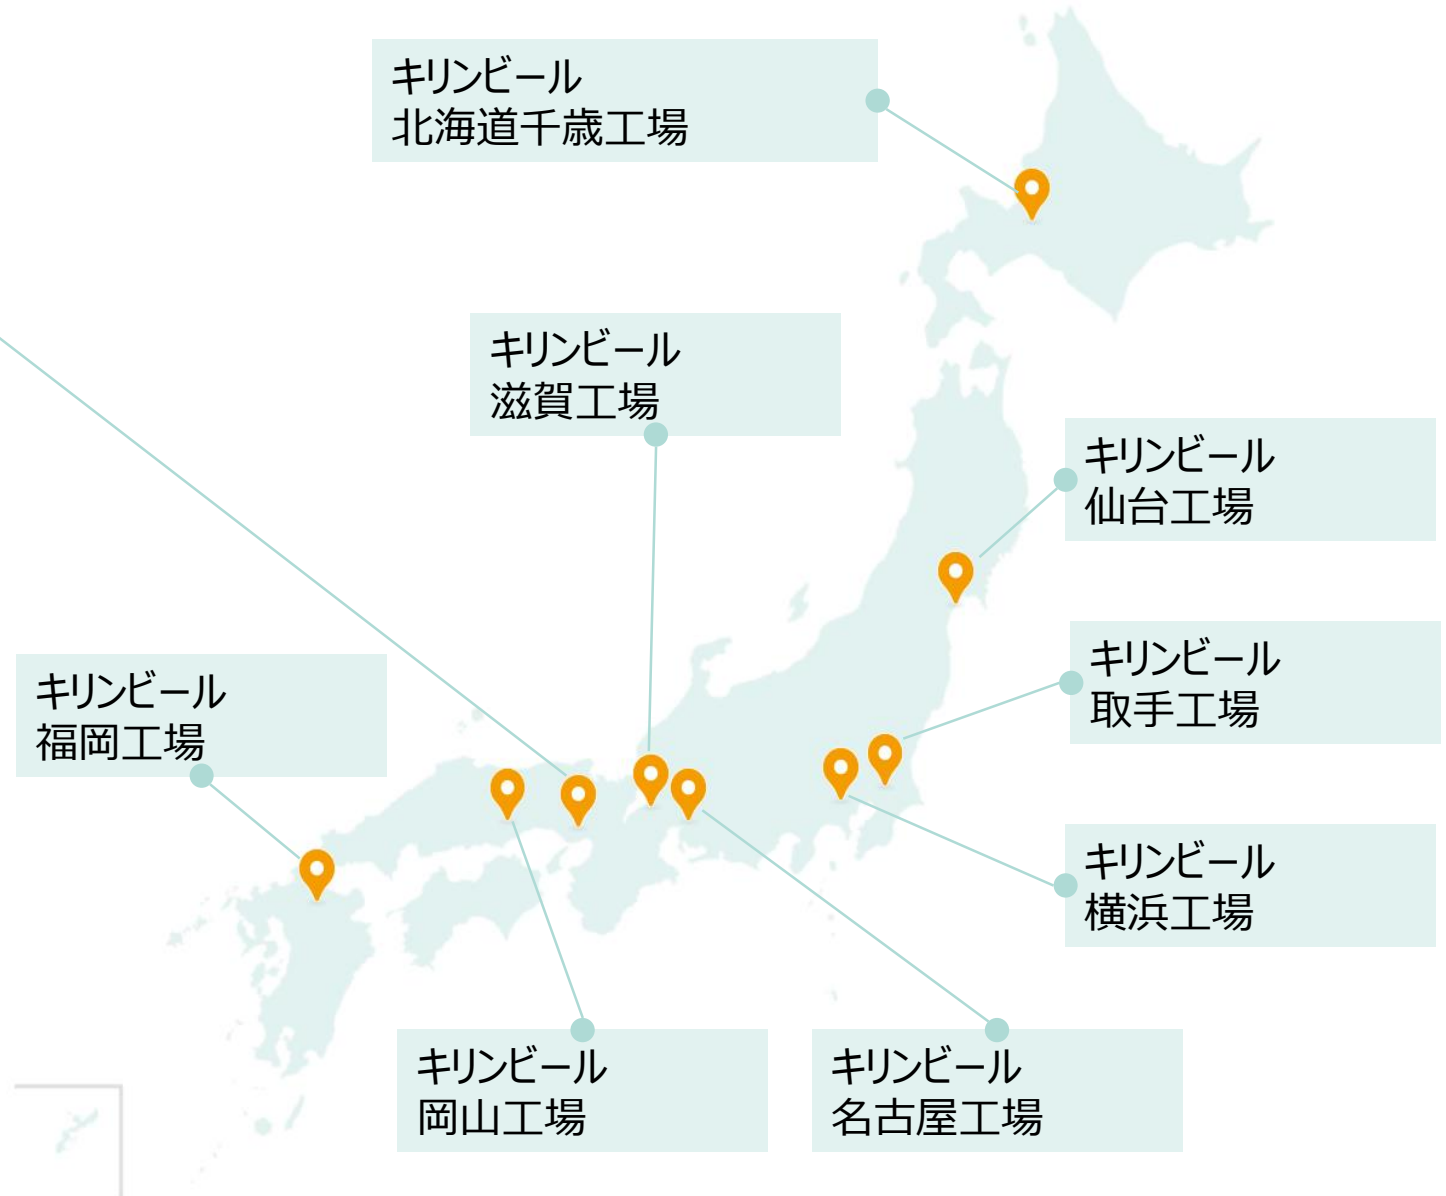 キリンビール
北海道千歳工場
キリンビール
滋賀工場
キリンビール
仙台工場
キリンビール
取手工場
キリンビール
福岡工場
キリンビール
横浜工場
キリンビール
岡山工場
キリンビール
名古屋工場